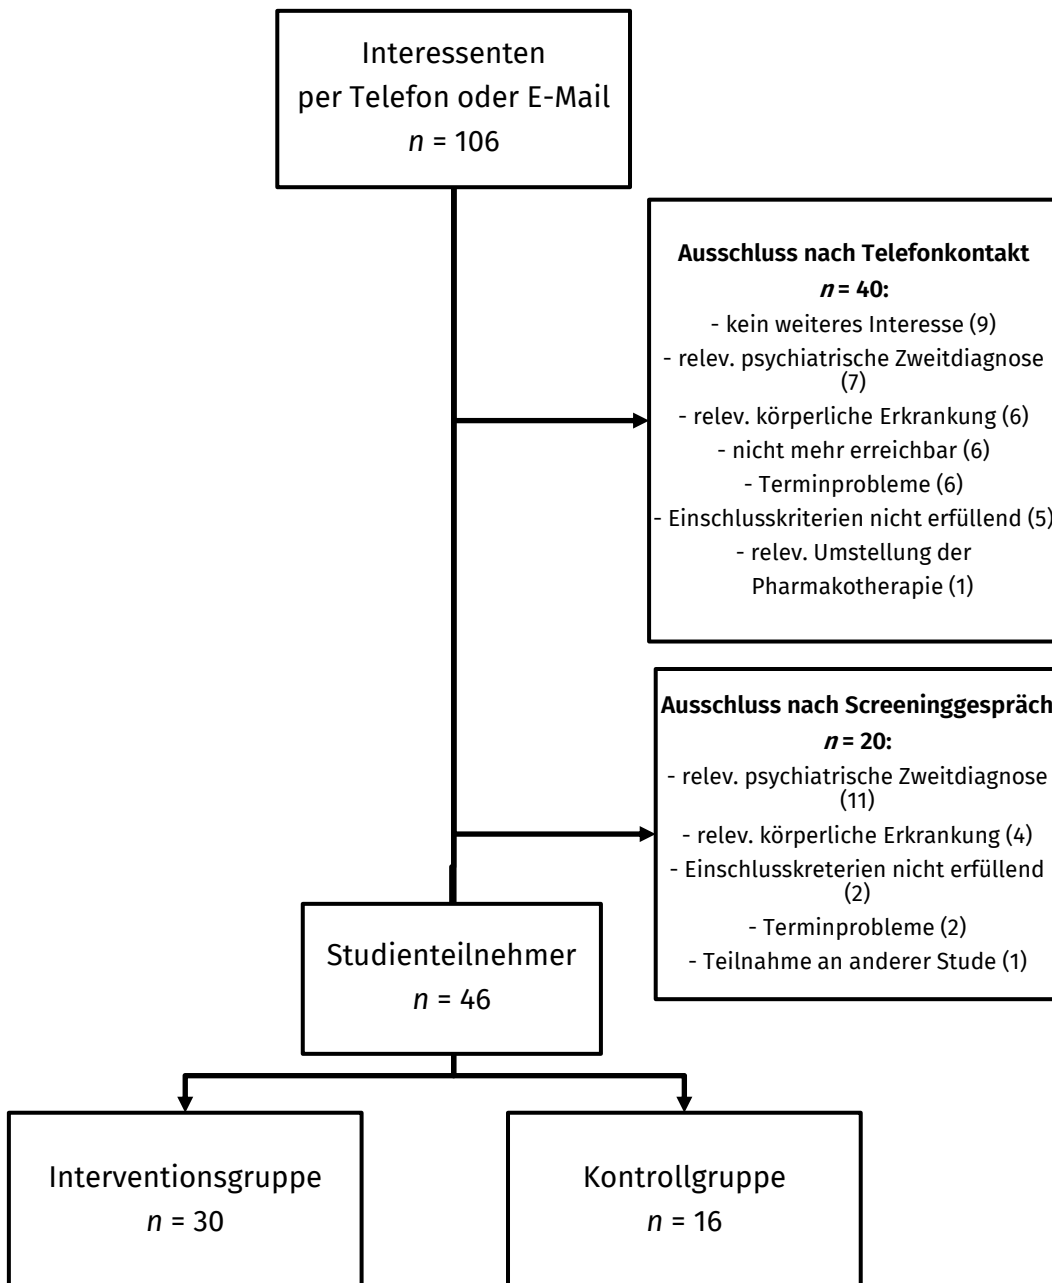 Interessenten
per Telefon oder E-Mail
n = 106
Ausschluss nach Telefonkontakt
n = 40:
- kein weiteres Interesse (9)
- relev. psychiatrische Zweitdiagnose
(7)
- relev. körperliche Erkrankung (6)
- nicht mehr erreichbar (6)
- Terminprobleme (6)
- Einschlusskriterien nicht erfüllend (5)
- relev. Umstellung der
Pharmakotherapie (1)
Ausschluss nach Screeninggespräch
n = 20:
- relev. psychiatrische Zweitdiagnose
(11)
- relev. körperliche Erkrankung (4)
- Einschlusskreterien nicht erfüllend
(2)
- Terminprobleme (2)
- Teilnahme an anderer Stude (1)
Studienteilnehmer
n = 46
Interventionsgruppe
n = 30
Kontrollgruppe
n = 16